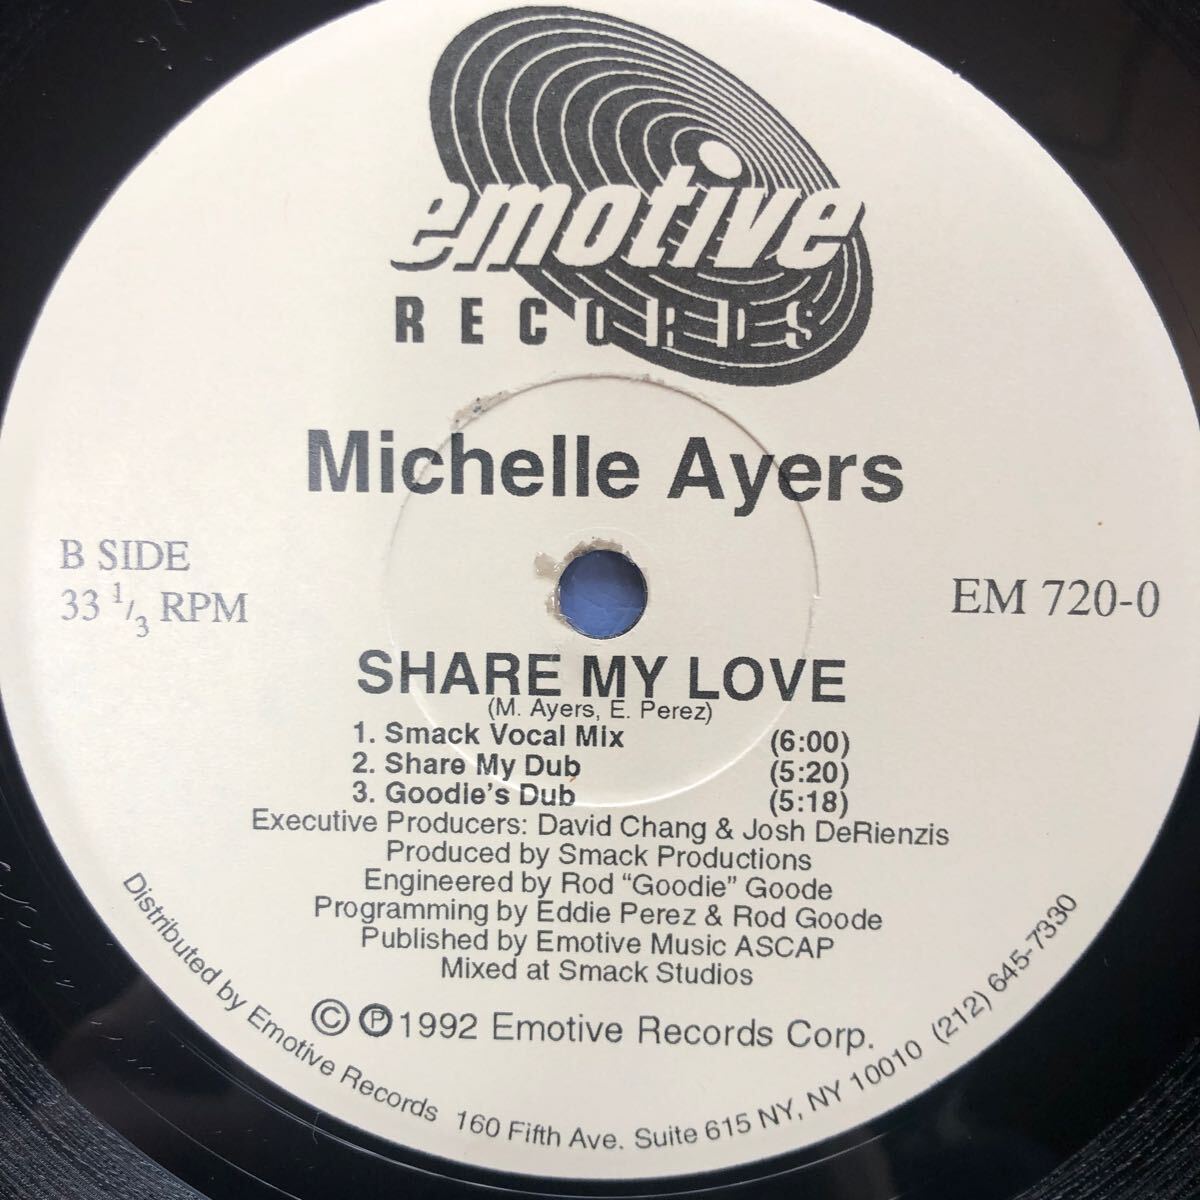 emotive
RECORDS
Michelle Ayers
B SIDE
33 1/3 RPM
EM 720-0
SHARE MY LOVE
(M. Ayers, E. Perez)
1. Smack Vocal Mix (6:00)
2. Share My Dub (5:20)
3. Goodie's Dub (5:18)
Executive Producers: David Chang & Josh DeRienzis
Produced by Smack Productions
Engineered by Rod "Goodie" Goode
Programming by Eddie Perez & Rod Goode
Published by Emotive Music ASCAP
Mixed at Smack Studios
© ℗ 1992 Emotive Records Corp.
Distributed by Emotive Records 160 Fifth Ave. Suite 615 NY, NY 10010 (212) 645-7330